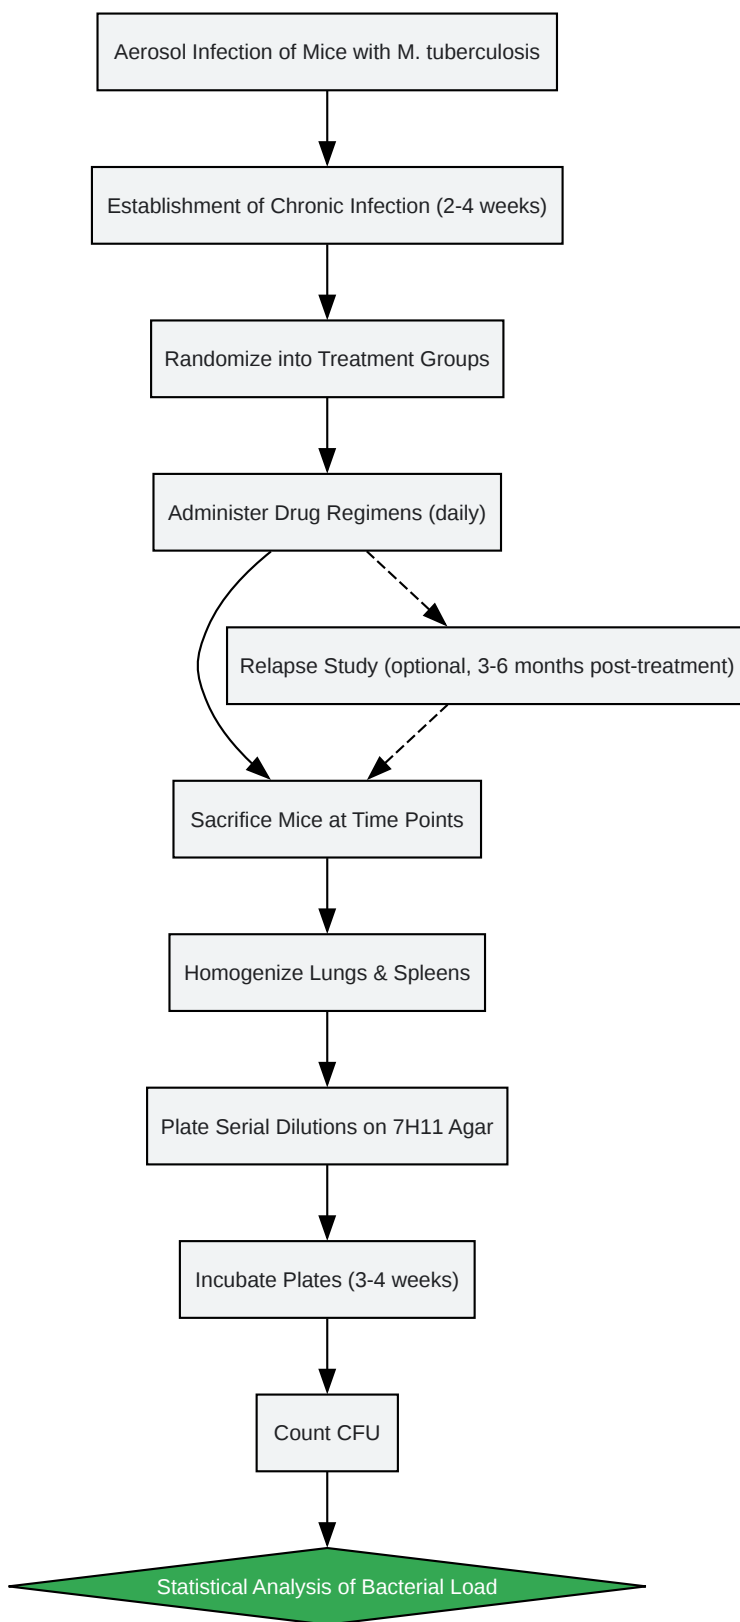 Aerosol Infection of Mice with M. tuberculosis
Establishment of Chronic Infection (2-4 weeks)
Randomize into Treatment Groups
Administer Drug Regimens (daily)
Relapse Study (optional, 3-6 months post-treatment)
Sacrifice Mice at Time Points
Homogenize Lungs & Spleens
Plate Serial Dilutions on 7H11 Agar
Incubate Plates (3-4 weeks)
Count CFU
Statistical Analysis of Bacterial Load